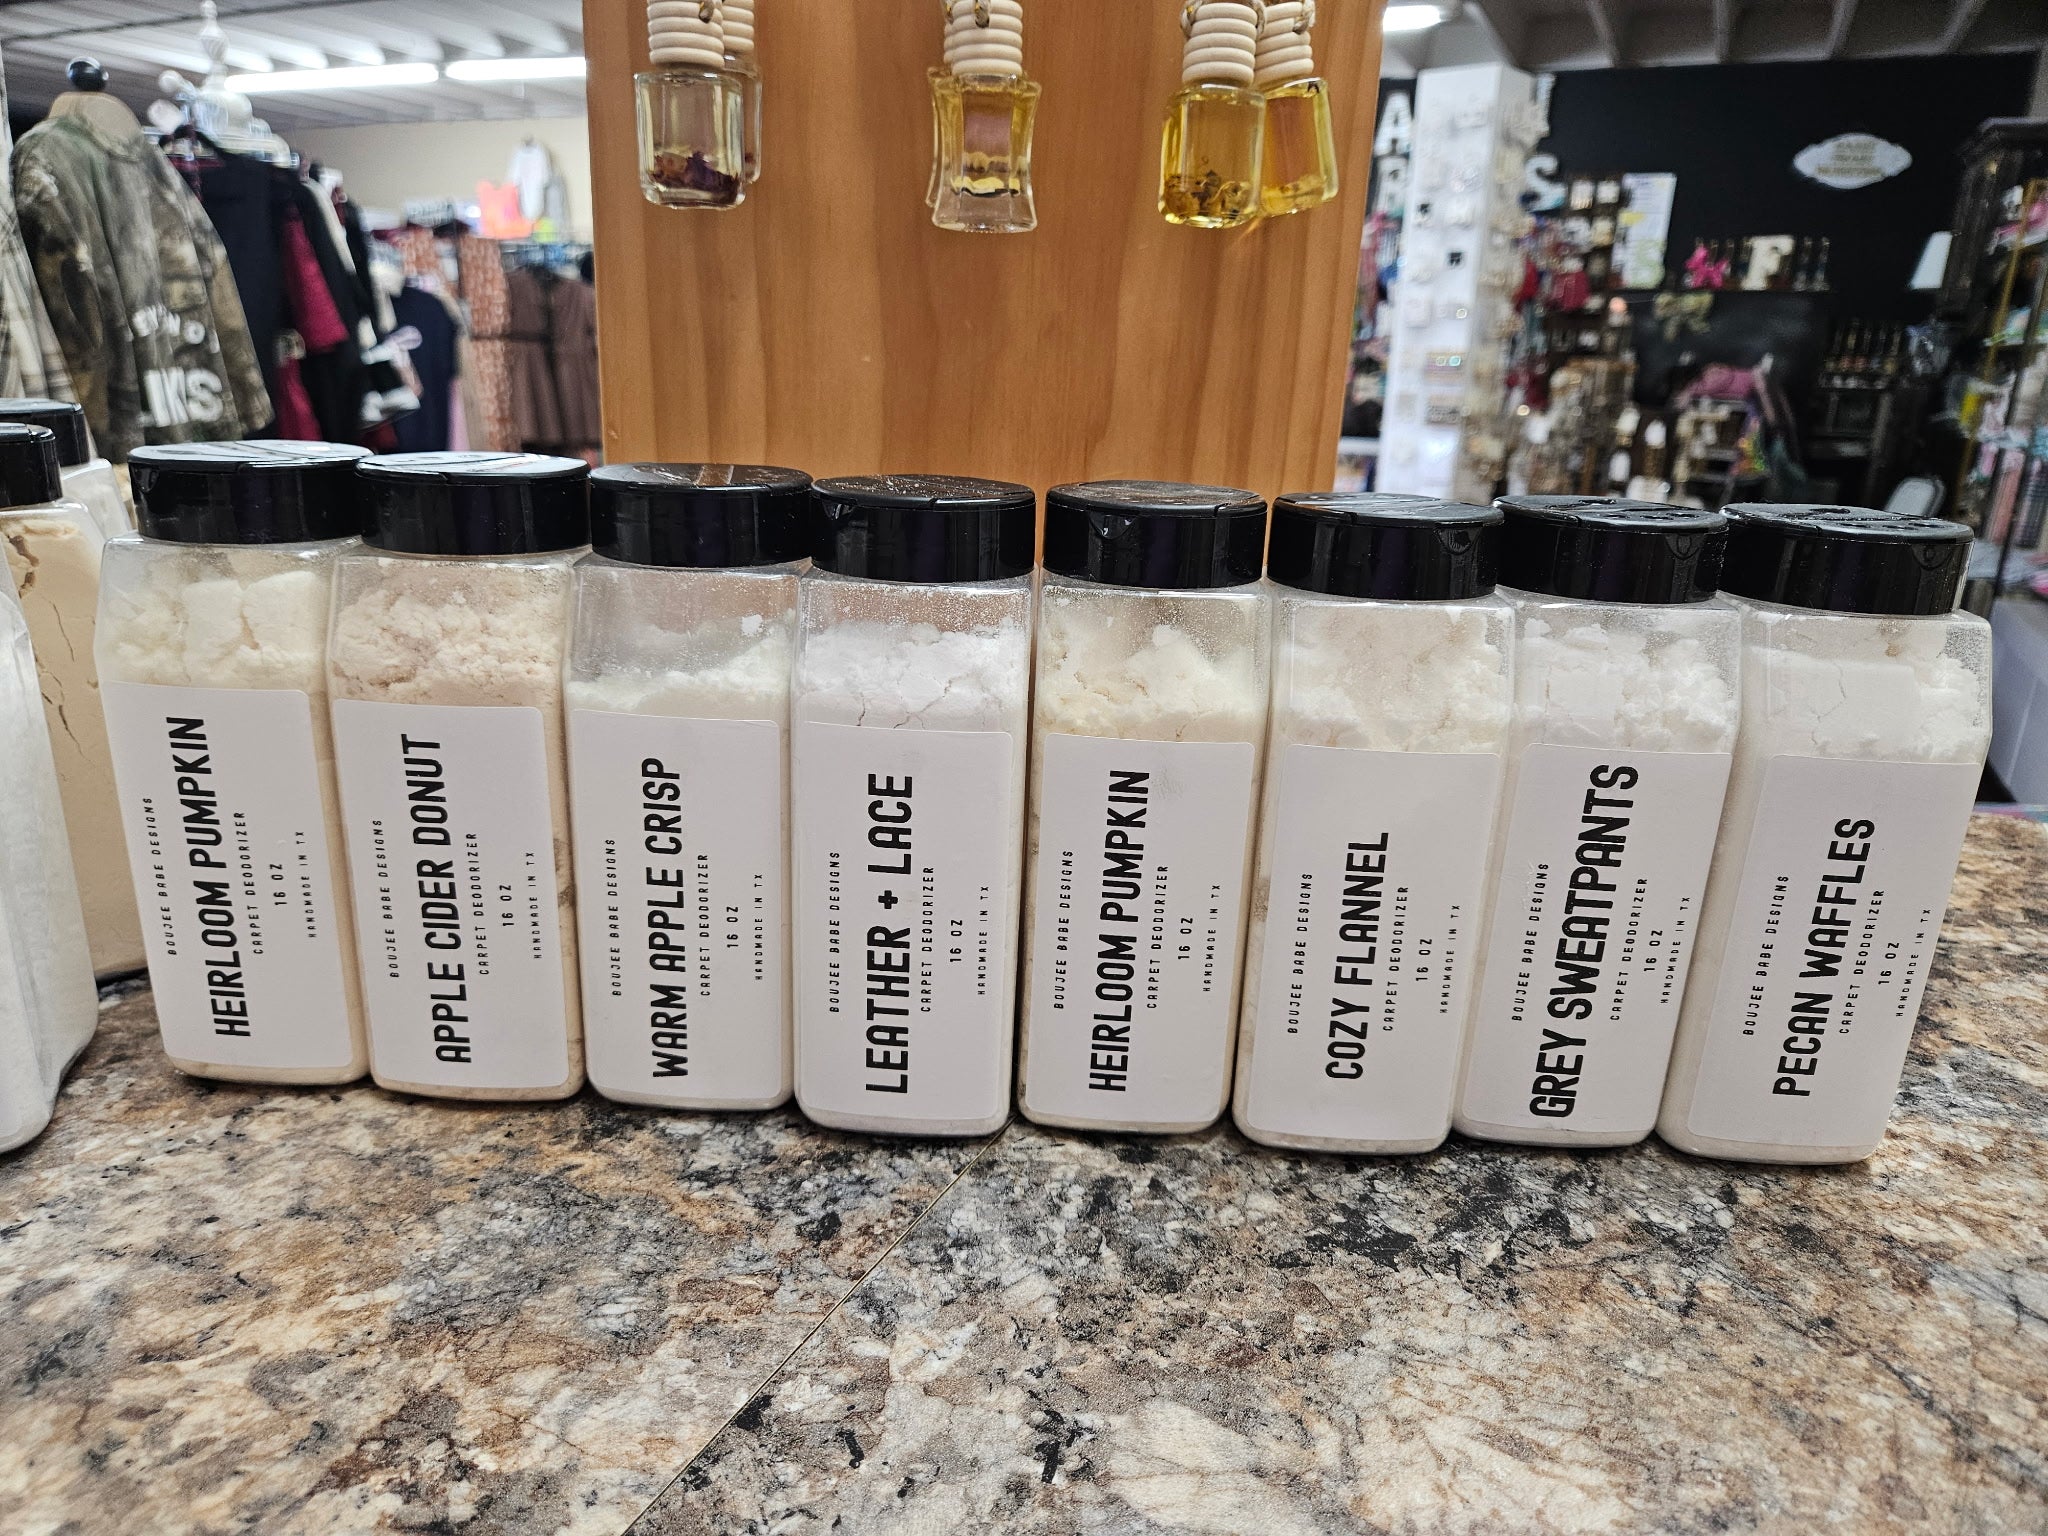 BOUJEE BABE DESIGNS
HEIRLOOM PUMPKIN
CARPET DEODORIZER
16 OZ
HANDMADE IN TX
BOUJEE BABE DESIGNS
APPLE CIDER DONUT
CARPET DEODORIZER
16 OZ
HANDMADE IN TX
BOUJEE BABE DESIGNS
WARM APPLE CRISP
CARPET DEODORIZER
16 OZ
HANDMADE IN TX
BOUJEE BABE DESIGNS
LEATHER + LACE
CARPET DEODORIZER
16 OZ
HANDMADE IN TX
BOUJEE BABE DESIGNS
HEIRLOOM PUMPKIN
CARPET DEODORIZER
16 OZ
HANDMADE IN TX
BOUJEE BABE DESIGNS
COZY FLANNEL
CARPET DEODORIZER
16 OZ
HANDMADE IN TX
BOUJEE BABE DESIGNS
GREY SWEATPANTS
CARPET DEODORIZER
16 OZ
HANDMADE IN TX
BOUJEE BABE DESIGNS
PECAN WAFFLES
CARPET DEODORIZER
16 OZ
HANDMADE IN TX